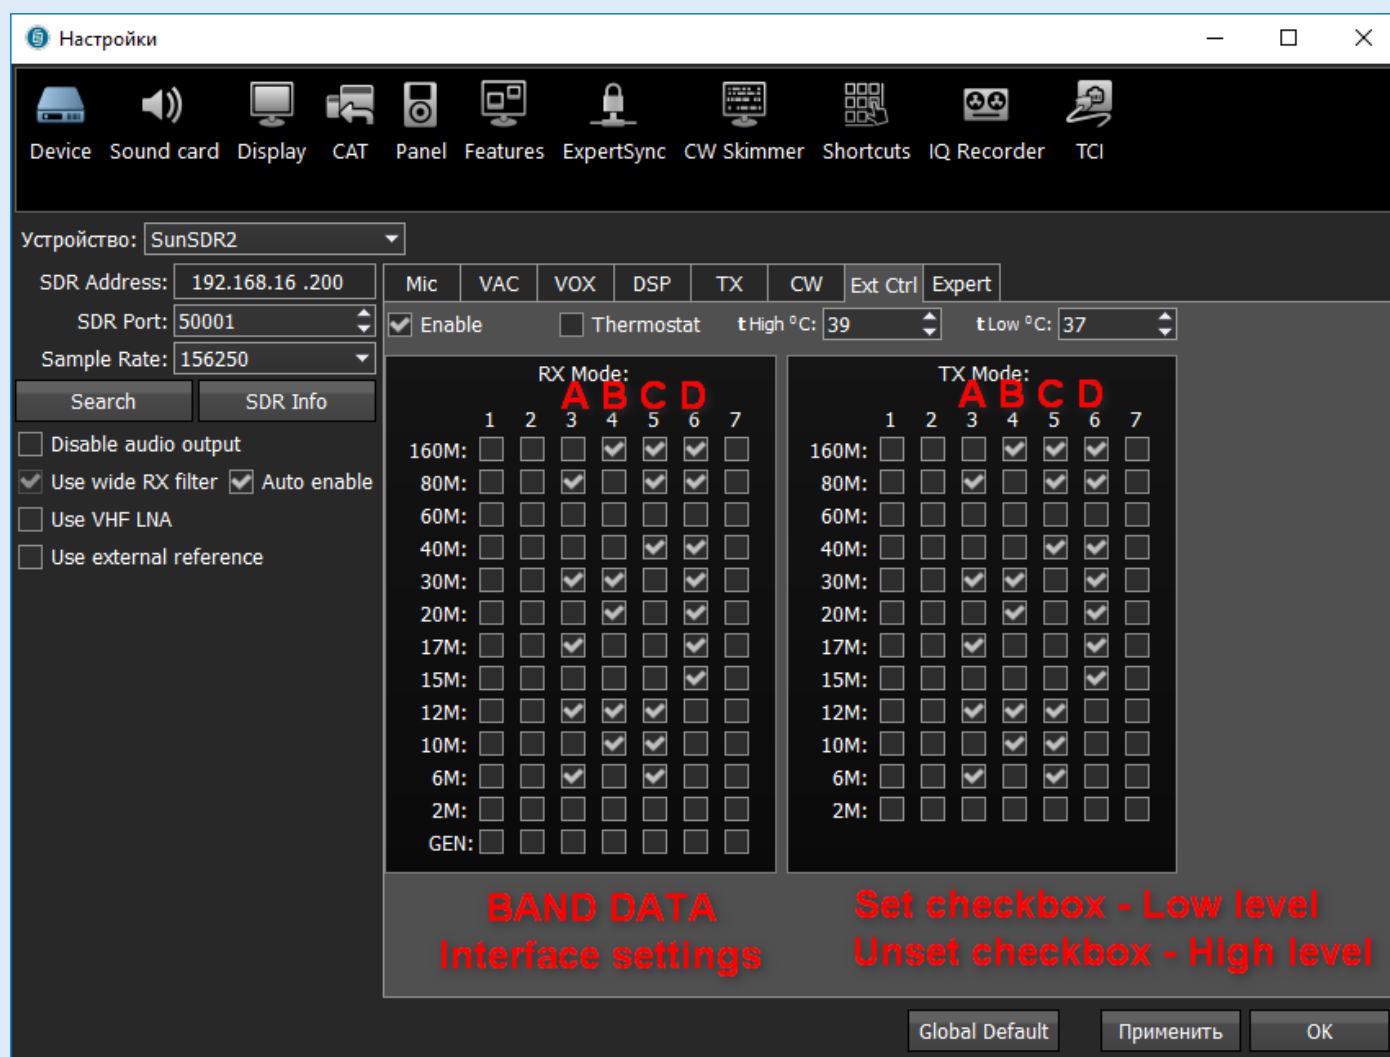 Настройки
Device Sound card Display CAT Panel Features ExpertSync CW Skimmer Shortcuts IQ Recorder TCI
Устройство: SunSDR2
SDR Address: 192.168.16 .200
SDR Port: 50001
Sample Rate: 156250
Search SDR Info
Disable audio output
Use wide RX filter Auto enable
Use VHF LNA
Use external reference
Mic VAC VOX DSP TX CW Ext Ctrl Expert
Enable Thermostat tHigh °C: 39 tLow °C: 37
RX Mode:
A B C D
1 2 3 4 5 6 7
160M:
80M:
60M:
40M:
30M:
20M:
17M:
15M:
12M:
10M:
6M:
2M:
GEN:
TX Mode:
A B C D
1 2 3 4 5 6 7
160M:
80M:
60M:
40M:
30M:
20M:
17M:
15M:
12M:
10M:
6M:
2M:
BAND DATA
Interface settings
Set checkbox - Low level
Unset checkbox - High level
Global Default Применить OK